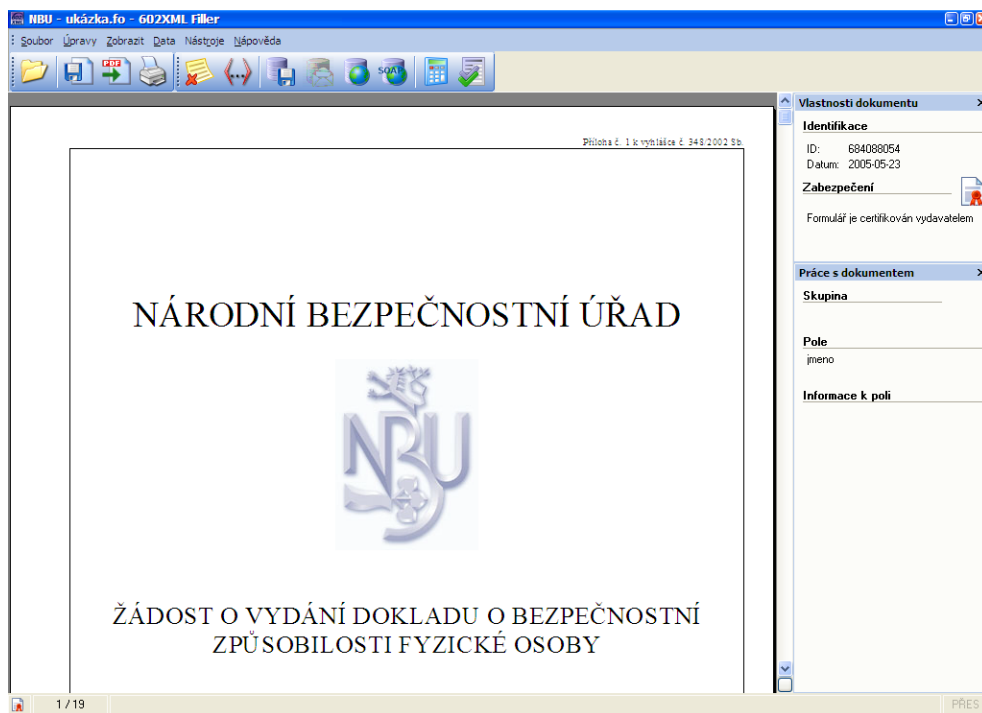 NBU - ukázka.fo - 602XML Filler
Soubor Úpravy Zobrazit Data Nástroje Nápověda
PDF
SOAP
Příloha č. 1 k vyhlášce č. 348/2002 Sb.
NÁRODNÍ BEZPEČNOSTNÍ ÚŘAD
NBU
ŽÁDOST O VYDÁNÍ DOKLADU O BEZPEČNOSTNÍ
ZPŮSOBILOSTI FYZICKÉ OSOBY
Vlastnosti dokumentu
Identifikace
ID: 684088054
Datum: 2005-05-23
Zabezpečení
Formulář je certifikován vydavatelem
Práce s dokumentem
Skupina
Pole
jmeno
Informace k poli
1 / 19
PŘES